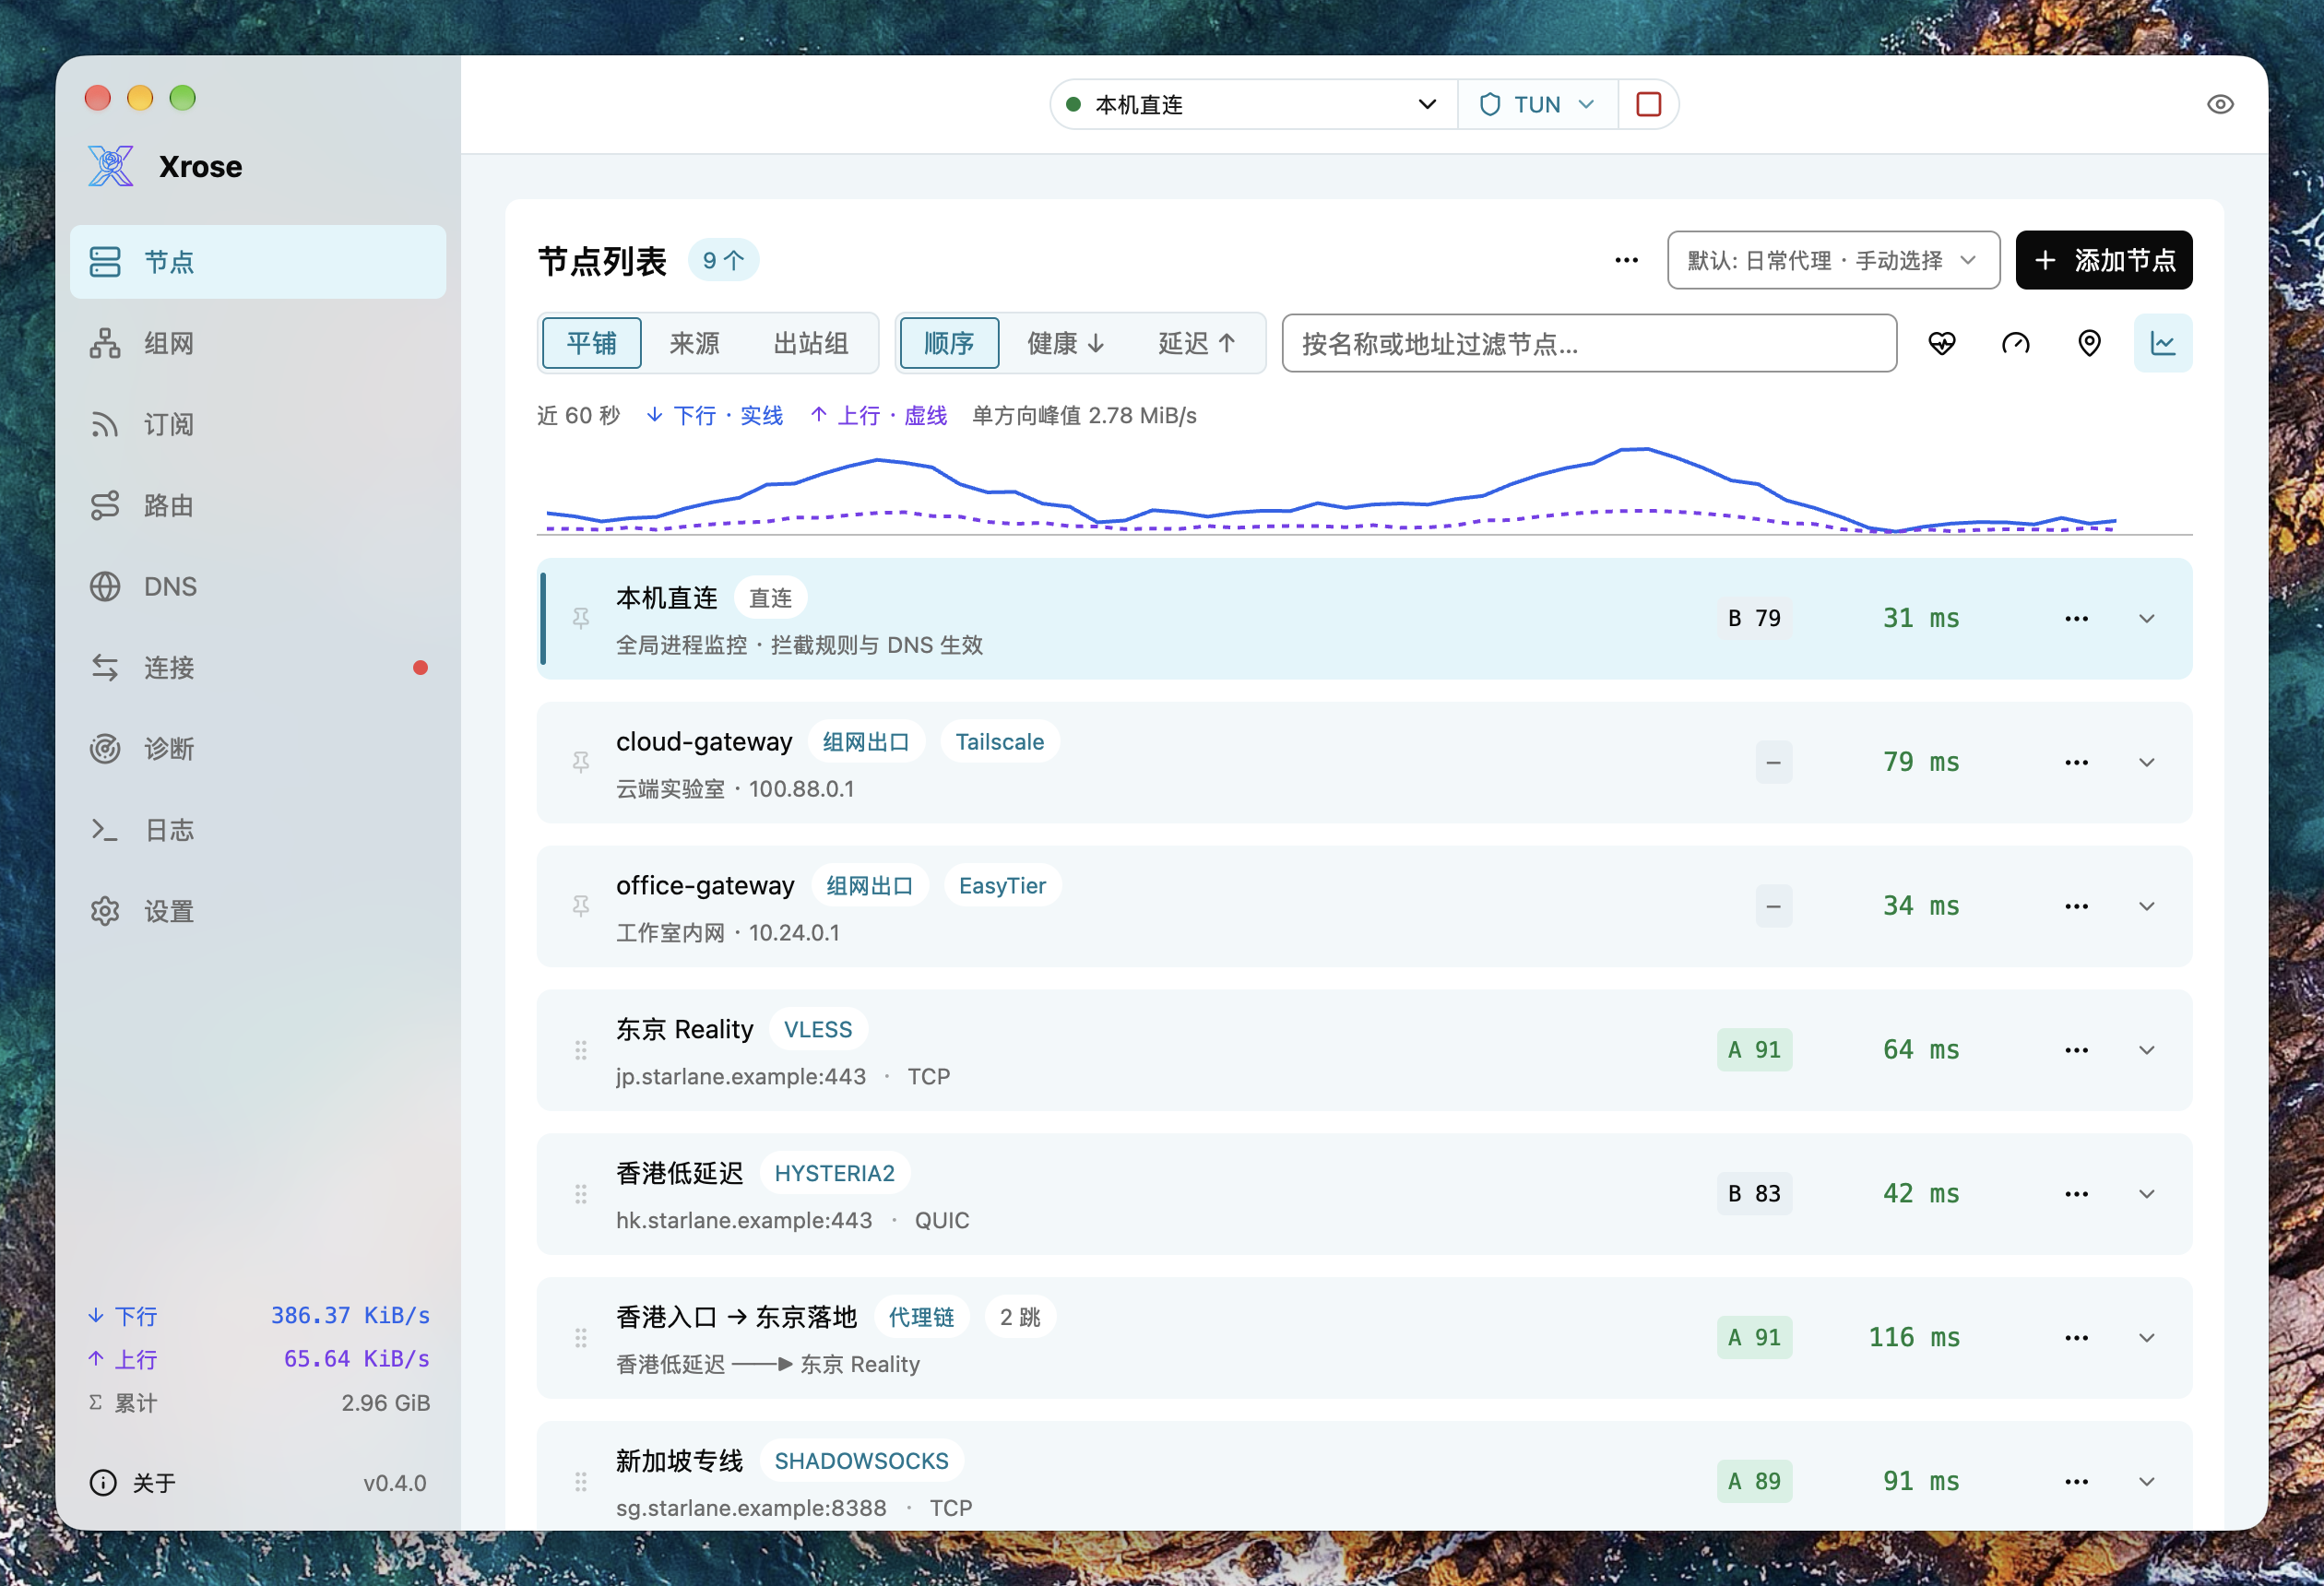 Xrose
节点
组网
订阅
路由
DNS
连接
诊断
日志
设置
↓ 下行 386.37 KiB/s
↑ 上行 65.64 KiB/s
Σ 累计 2.96 GiB
关于 v0.4.0
本机直连 TUN
节点列表 9 个 ··· 默认: 日常代理 · 手动选择 + 添加节点
平铺 来源 出站组 顺序 健康 ↓ 延迟 ↑ 按名称或地址过滤节点...
近 60 秒 ↓ 下行 · 实线 ↑ 上行 · 虚线 单方向峰值 2.78 MiB/s
本机直连 直连 B 79 31 ms
全局进程监控 · 拦截规则与 DNS 生效
cloud-gateway 组网出口 Tailscale – 79 ms
云端实验室 · 100.88.0.1
office-gateway 组网出口 EasyTier – 34 ms
工作室内网 · 10.24.0.1
东京 Reality VLESS A 91 64 ms
jp.starlane.example:443 · TCP
香港低延迟 HYSTERIA2 B 83 42 ms
hk.starlane.example:443 · QUIC
香港入口 → 东京落地 代理链 2 跳 A 91 116 ms
香港低延迟 ──▶ 东京 Reality
新加坡专线 SHADOWSOCKS A 89 91 ms
sg.starlane.example:8388 · TCP